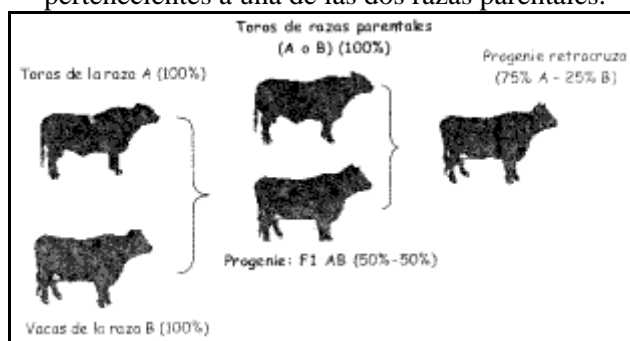 pertenecientes a una de las dos razas parentales.
Toros de razas parentales
(A o B) (100%)
Toros de la raza A (100%)
Progenie retrocruza
(75% A - 25% B)
Progenie: F1 AB (50%-50%)
Vacas de la raza B (100%)